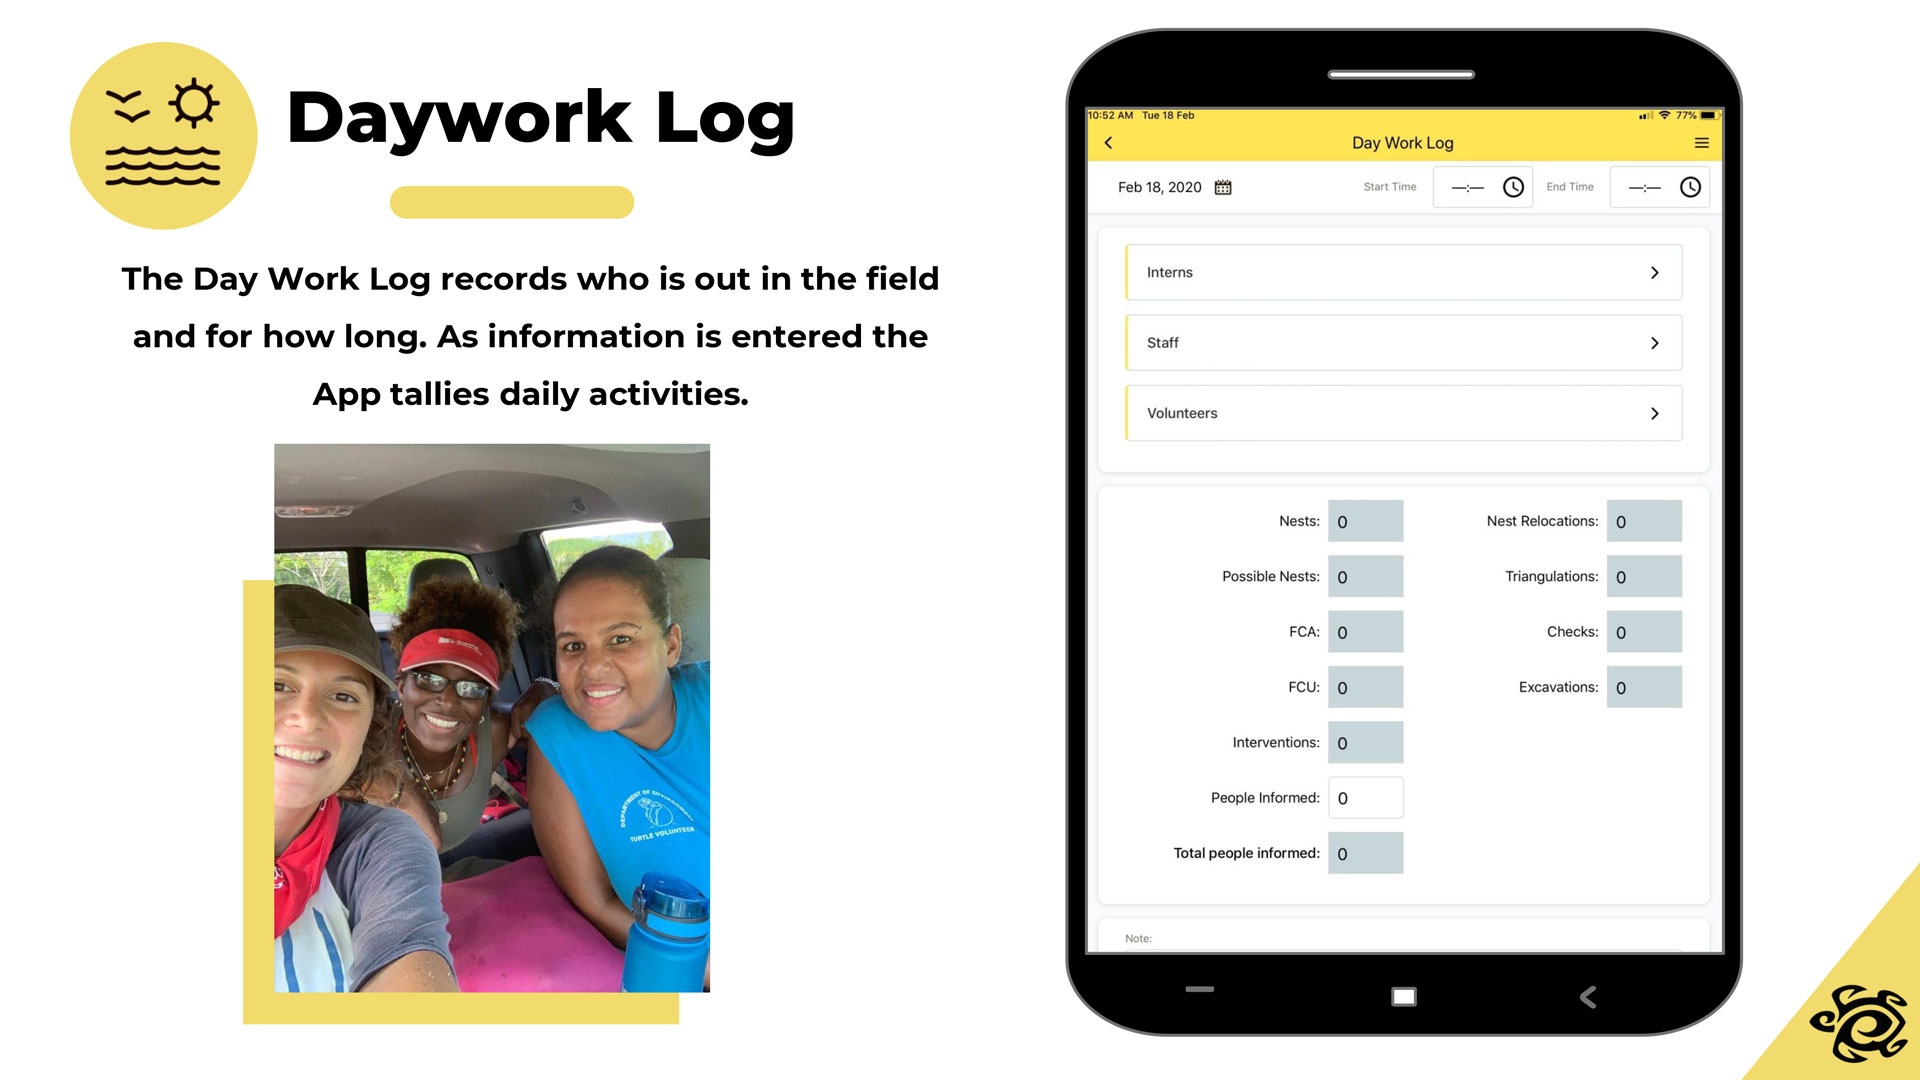 Daywork Log
The Day Work Log records who is out in the field
and for how long. As information is entered the
App tallies daily activities.
DEPARTMENT OF ENVIRONMENT
TURTLE VOLUNTEER
10:52 AM Tue 18 Feb 77%
Day Work Log
Feb 18, 2020 Start Time —:— End Time —:—
Interns
Staff
Volunteers
Nests: 0 Nest Relocations: 0
Possible Nests: 0 Triangulations: 0
FCA: 0 Checks: 0
FCU: 0 Excavations: 0
Interventions: 0
People Informed: 0
Total people informed: 0
Note: